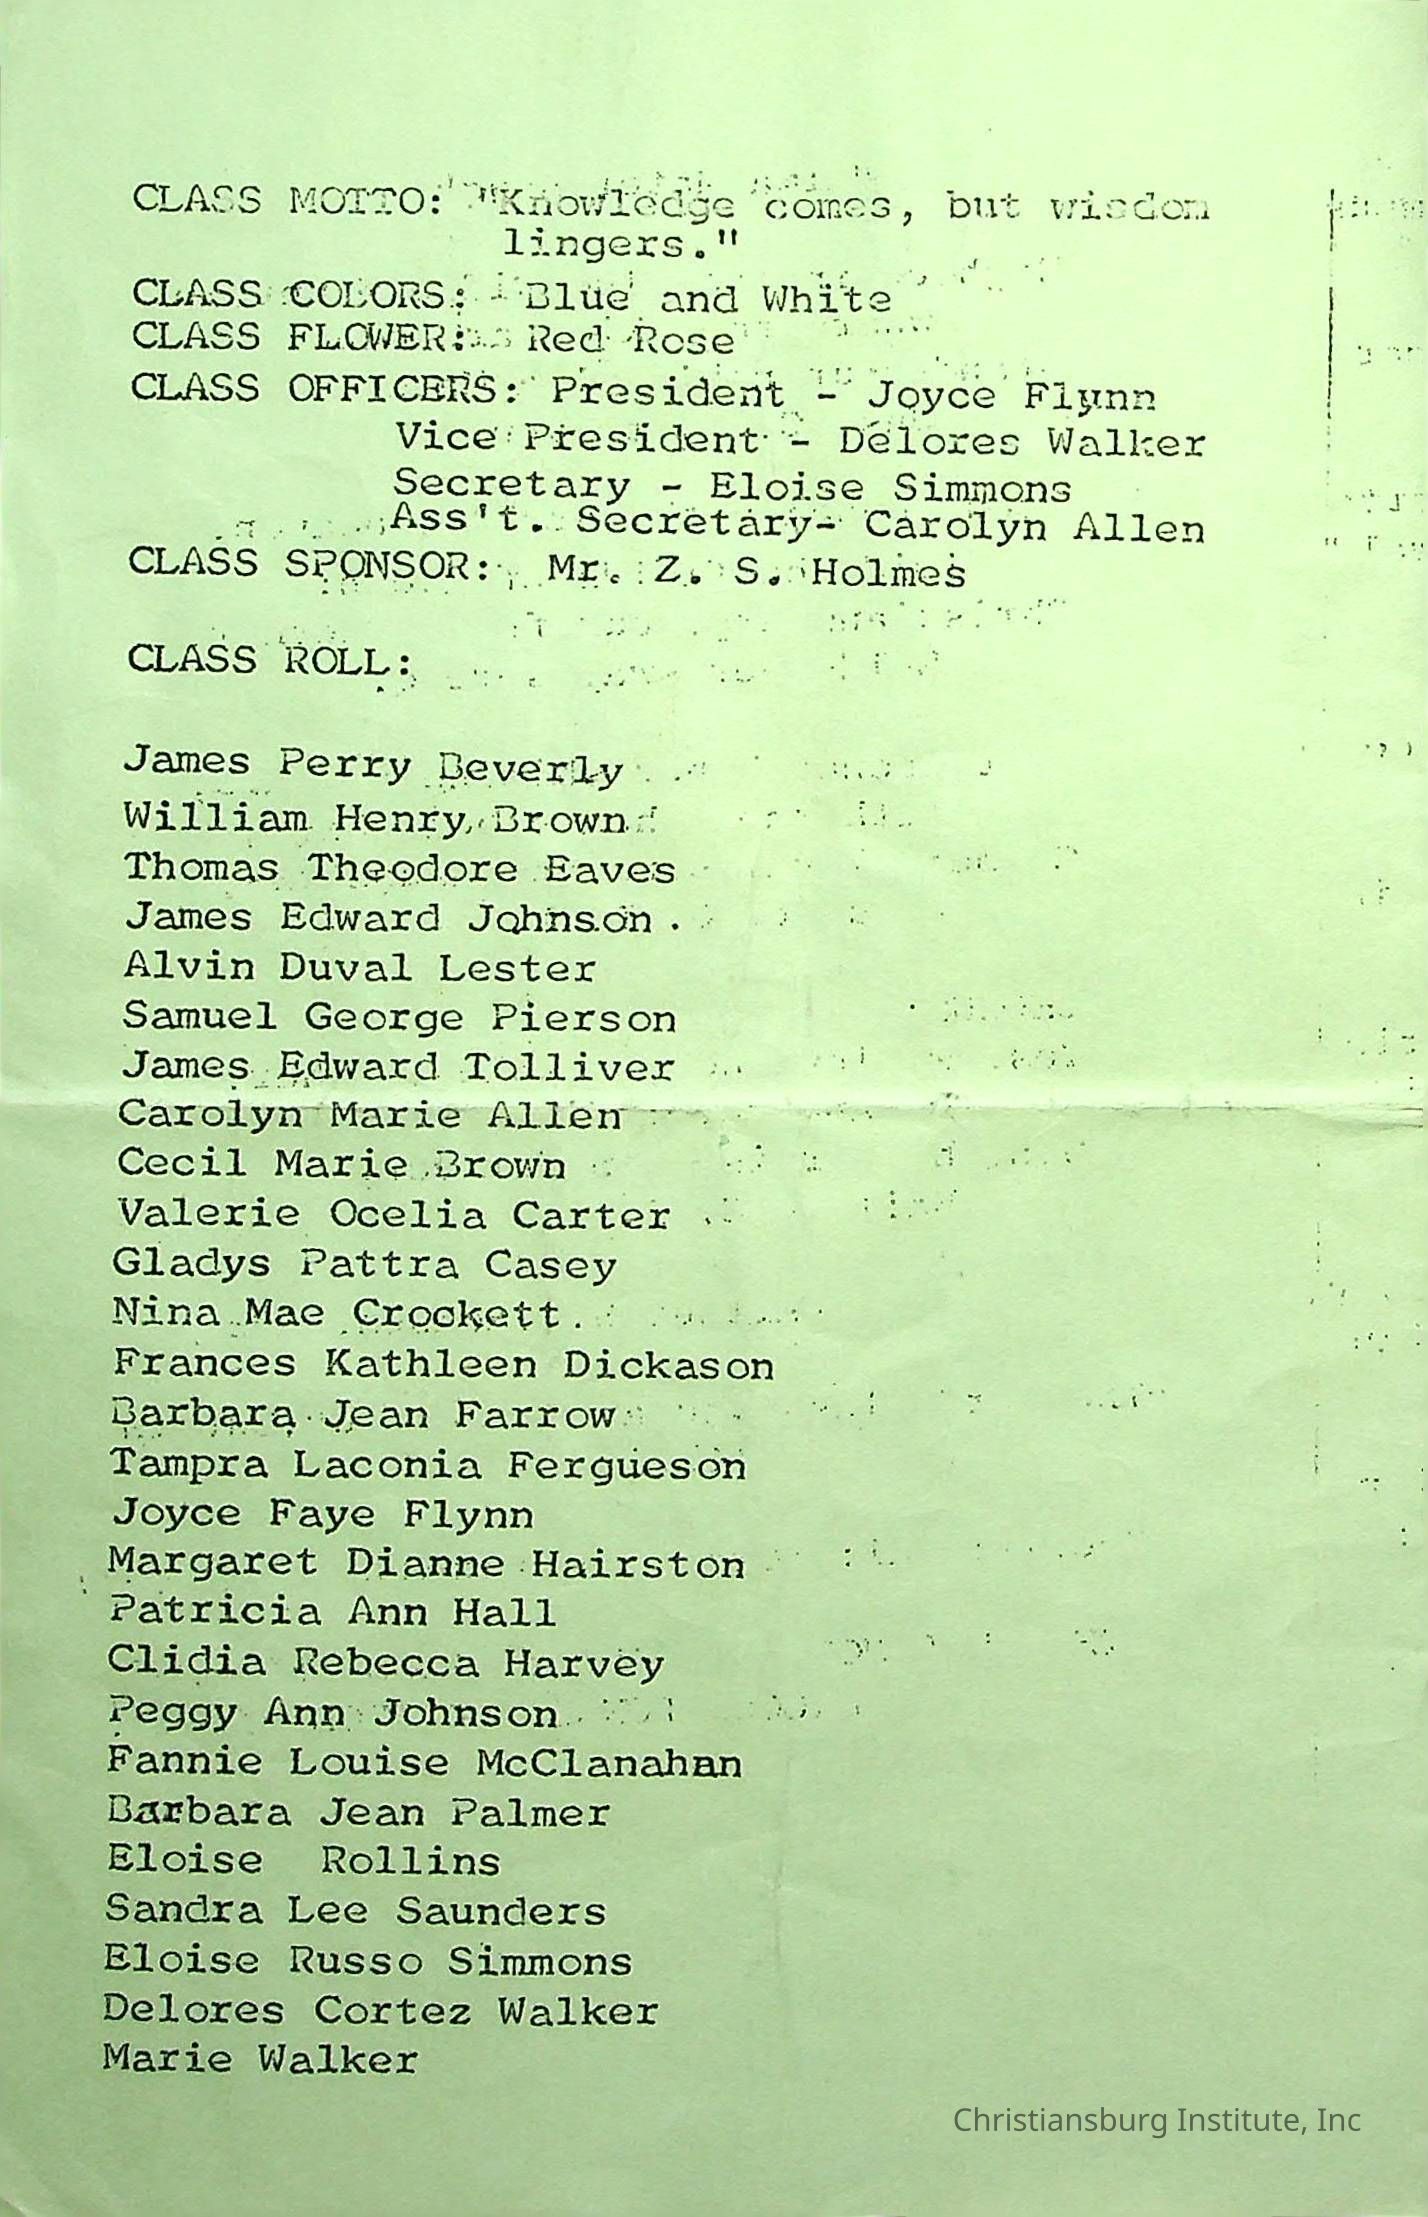 CLASS MOTTO: "Knowledge comes, but wisdom
lingers."
CLASS COLORS: Blue and White
CLASS FLOWER: Red Rose
CLASS OFFICERS: President - Joyce Flynn
Vice President - Delores Walker
Secretary - Eloise Simmons
Ass't. Secretary- Carolyn Allen
CLASS SPONSOR: Mr. Z. S. Holmes
CLASS ROLL:
James Perry Beverly
William Henry Brown
Thomas Theodore Eaves
James Edward Johnson
Alvin Duval Lester
Samuel George Pierson
James Edward Tolliver
Carolyn Marie Allen
Cecil Marie Brown
Valerie Ocelia Carter
Gladys Pattra Casey
Nina Mae Crockett
Frances Kathleen Dickason
Barbara Jean Farrow
Tampra Laconia Fergueson
Joyce Faye Flynn
Margaret Dianne Hairston
Patricia Ann Hall
Clidia Rebecca Harvey
Peggy Ann Johnson
Fannie Louise McClanahan
Barbara Jean Palmer
Eloise Rollins
Sandra Lee Saunders
Eloise Russo Simmons
Delores Cortez Walker
Marie Walker
Christiansburg Institute, Inc